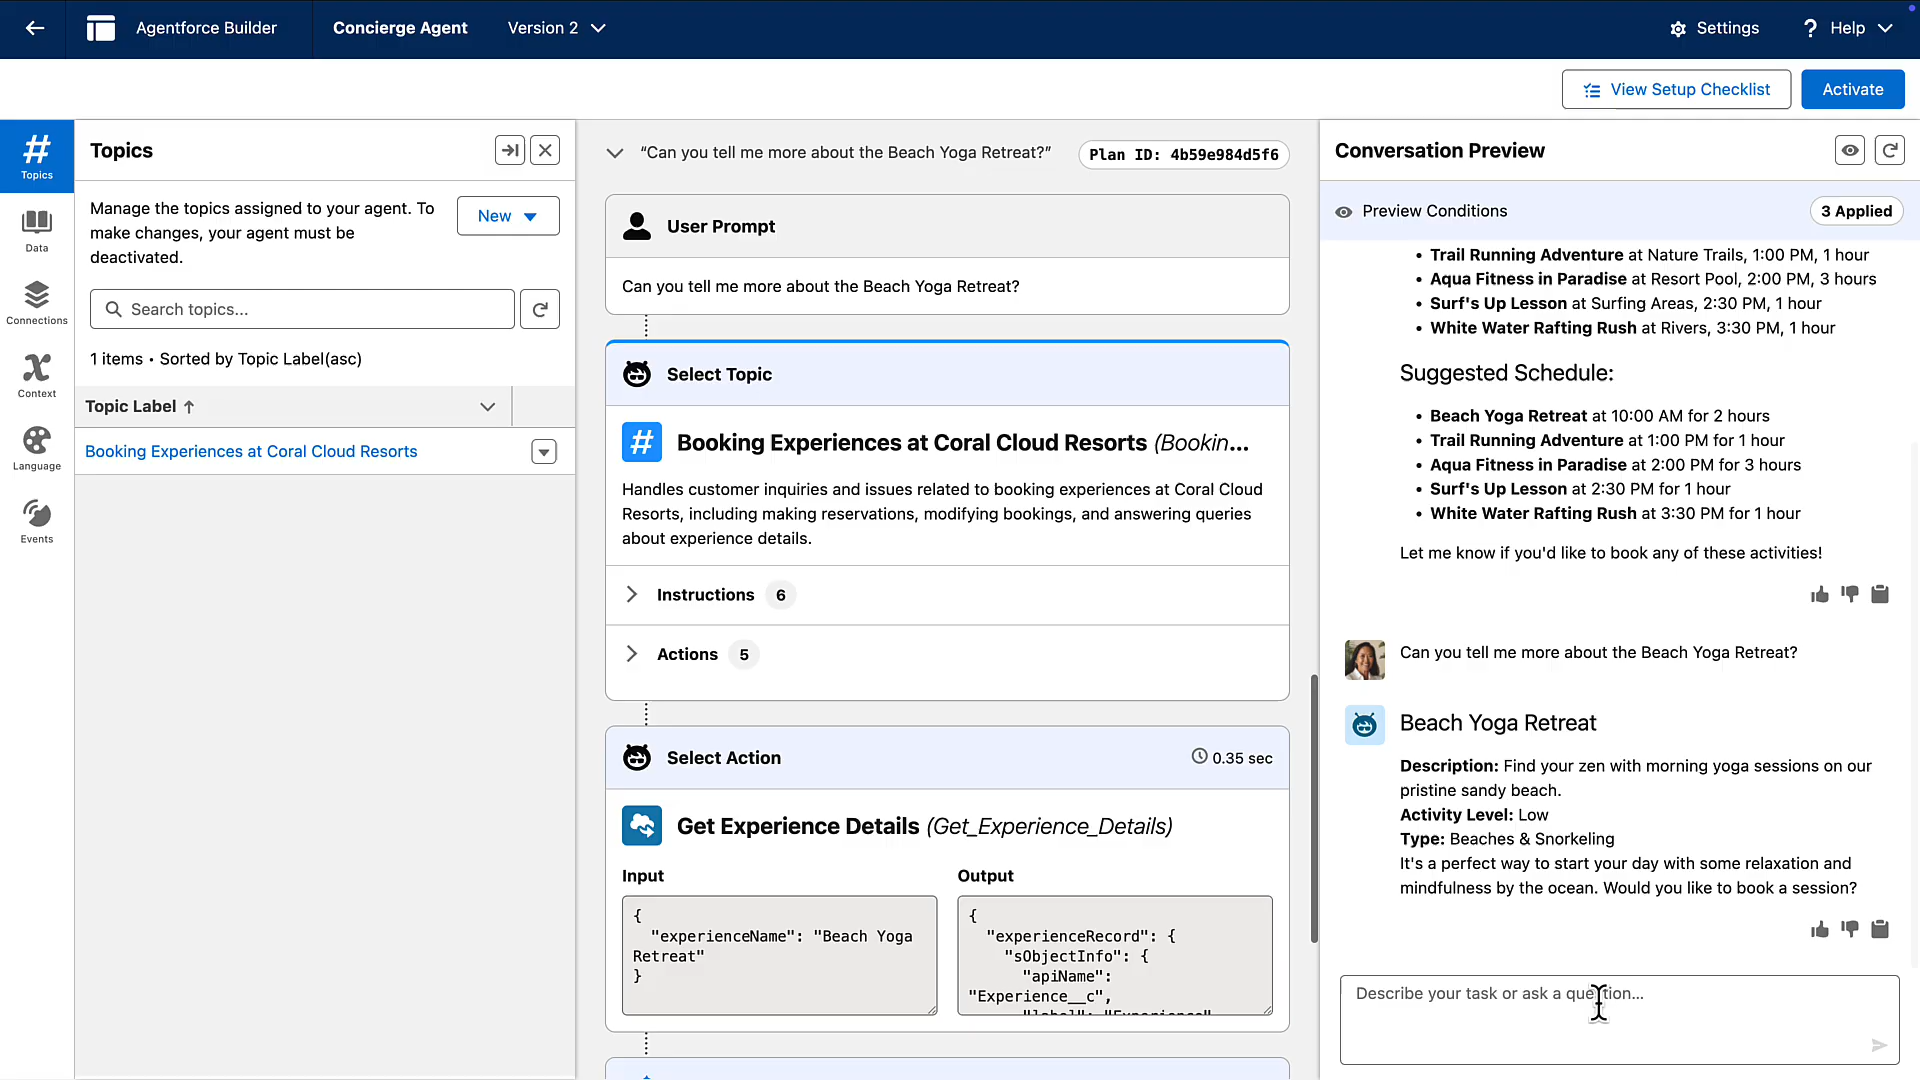 Agentforce Builder
Concierge Agent
Version 2
Settings
? Help
View Setup Checklist
Activate
Topics
Data
Connections
Context
Language
Events
Topics
Manage the topics assigned to your agent. To
make changes, your agent must be
deactivated.
New
Search topics...
1 items • Sorted by Topic Label(asc)
Topic Label ↑
Booking Experiences at Coral Cloud Resorts
“Can you tell me more about the Beach Yoga Retreat?”
Plan ID: 4b59e984d5f6
User Prompt
Can you tell me more about the Beach Yoga Retreat?
Select Topic
# Booking Experiences at Coral Cloud Resorts (Bookin...
Handles customer inquiries and issues related to booking experiences at Coral Cloud
Resorts, including making reservations, modifying bookings, and answering queries
about experience details.
Instructions 6
Actions 5
Select Action
0.35 sec
Get Experience Details (Get_Experience_Details)
Input
{
"experienceName": "Beach Yoga
Retreat"
}
Output
{
"experienceRecord": {
"sObjectInfo": {
"apiName":
"Experience__c",
"label": "Experience"
Conversation Preview
Preview Conditions
3 Applied
• Trail Running Adventure at Nature Trails, 1:00 PM, 1 hour
• Aqua Fitness in Paradise at Resort Pool, 2:00 PM, 3 hours
• Surf's Up Lesson at Surfing Areas, 2:30 PM, 1 hour
• White Water Rafting Rush at Rivers, 3:30 PM, 1 hour
Suggested Schedule:
• Beach Yoga Retreat at 10:00 AM for 2 hours
• Trail Running Adventure at 1:00 PM for 1 hour
• Aqua Fitness in Paradise at 2:00 PM for 3 hours
• Surf's Up Lesson at 2:30 PM for 1 hour
• White Water Rafting Rush at 3:30 PM for 1 hour
Let me know if you'd like to book any of these activities!
Can you tell me more about the Beach Yoga Retreat?
Beach Yoga Retreat
Description: Find your zen with morning yoga sessions on our
pristine sandy beach.
Activity Level: Low
Type: Beaches & Snorkeling
It's a perfect way to start your day with some relaxation and
mindfulness by the ocean. Would you like to book a session?
Describe your task or ask a question...